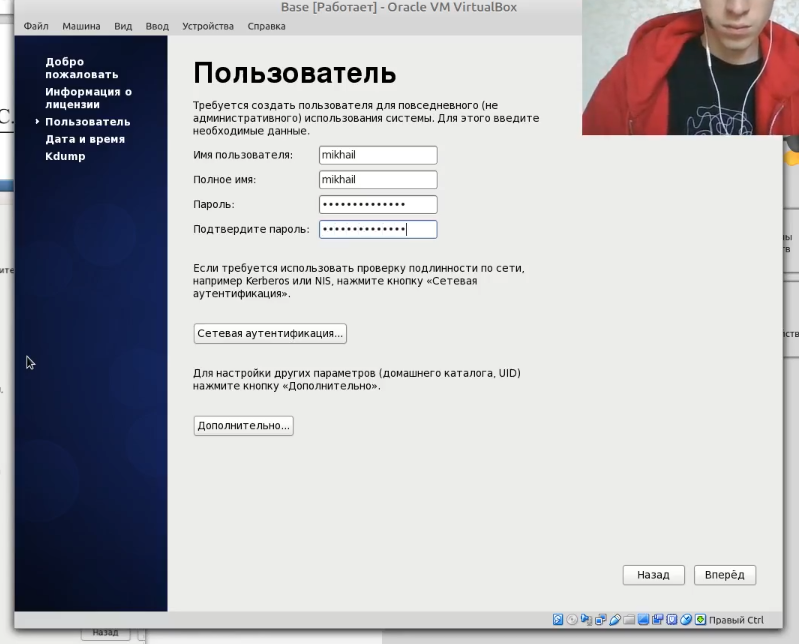 Base [Работает] - Oracle VM VirtualBox
Файл Машина Вид Ввод Устройства Справка
Добро
пожаловать
Информация о
лицензии
Пользователь
Дата и время
Kdump
Пользователь
Требуется создать пользователя для повседневного (не
административного) использования системы. Для этого введите
необходимые данные.
Имя пользователя: mikhail
Полное имя: mikhail
Пароль: ••••••••••••••
Подтвердите пароль: ••••••••••••••
Если требуется использовать проверку подлинности по сети,
например Kerberos или NIS, нажмите кнопку «Сетевая
аутентификация».
Сетевая аутентификация...
Для настройки других параметров (домашнего каталога, UID)
нажмите кнопку «Дополнительно».
Дополнительно...
Назад Вперёд
Правый Ctrl
Назад